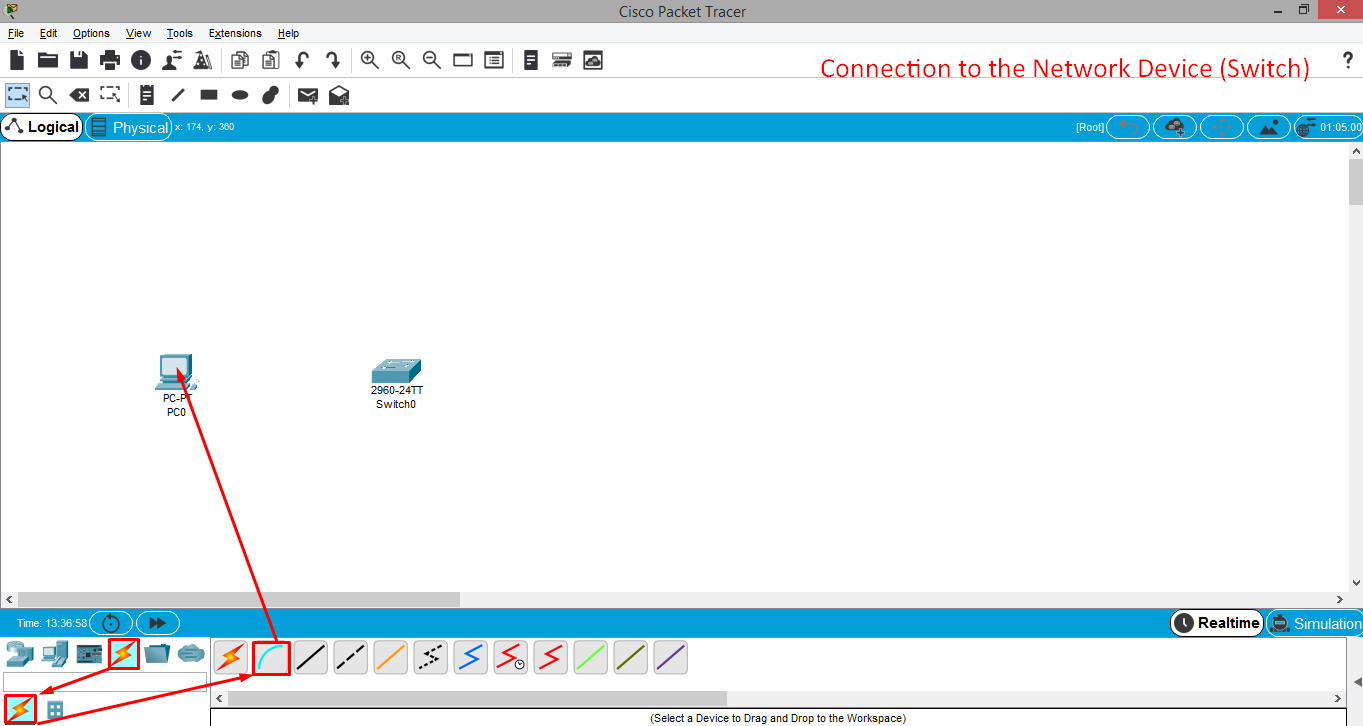 Cisco Packet Tracer
File Edit Options View Tools Extensions Help
Connection to the Network Device (Switch)
?
Logical Physical x: 174, y: 360 [Root] 01:05:00
PC-PT
PC0
2960-24TT
Switch0
Time: 13:36:58 Realtime Simulation
(Select a Device to Drag and Drop to the Workspace)